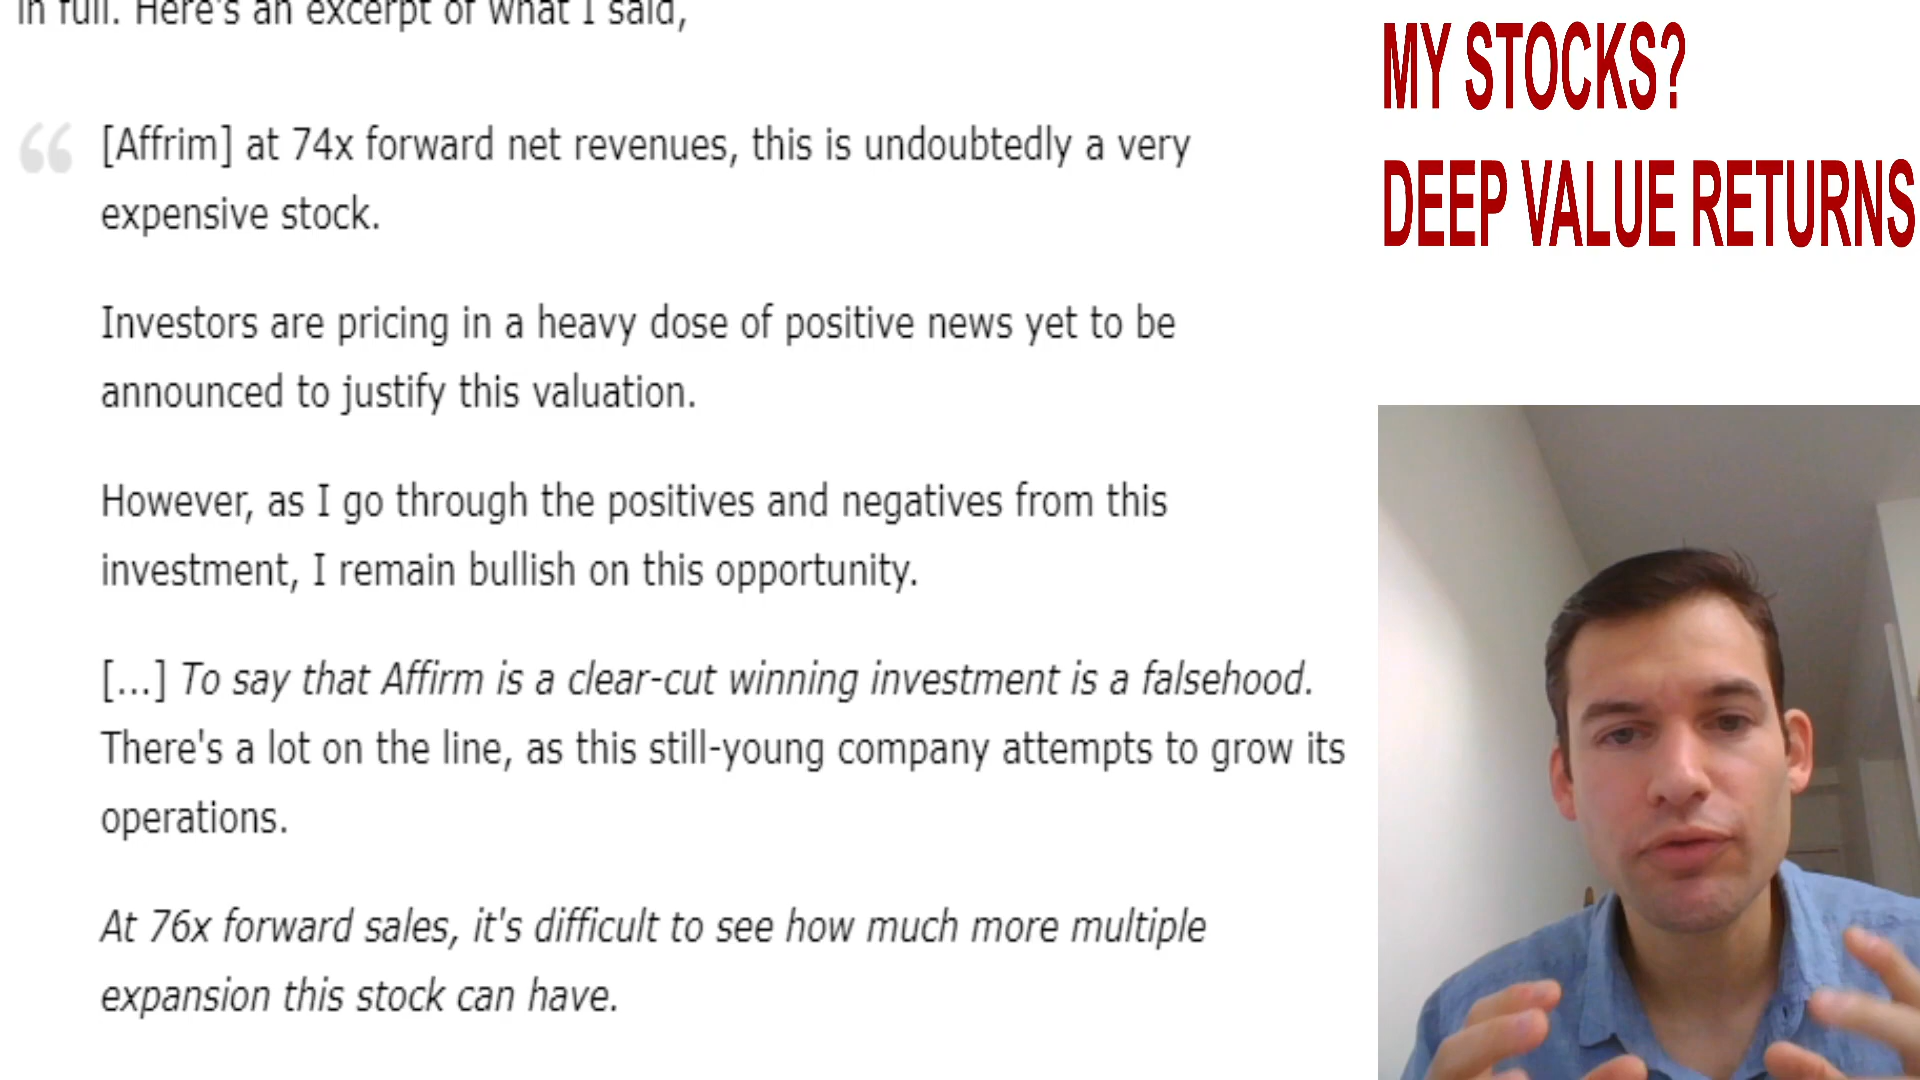 in full. Here's an excerpt of what I said,
[Affrim] at 74x forward net revenues, this is undoubtedly a very
expensive stock.
Investors are pricing in a heavy dose of positive news yet to be
announced to justify this valuation.
However, as I go through the positives and negatives from this
investment, I remain bullish on this opportunity.
[...] To say that Affirm is a clear-cut winning investment is a falsehood.
There's a lot on the line, as this still-young company attempts to grow its
operations.
At 76x forward sales, it's difficult to see how much more multiple
expansion this stock can have.
MY STOCKS?
DEEP VALUE RETURNS